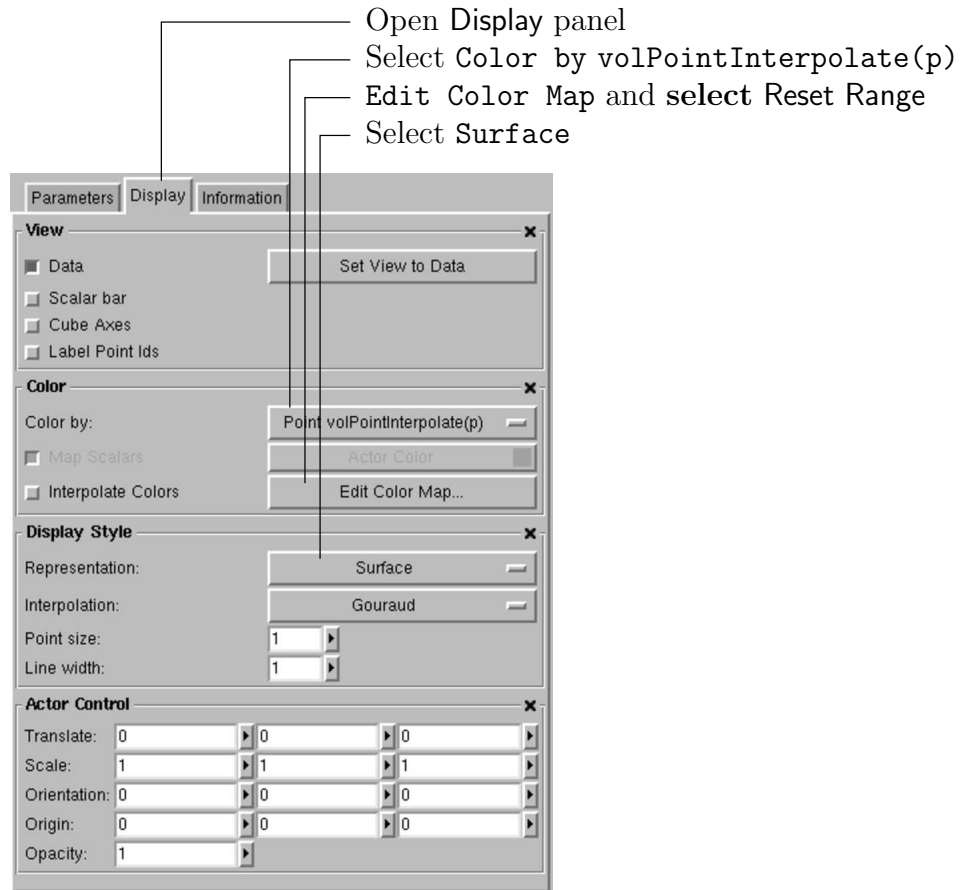 Open Display panel
Select Color by volPointInterpolate(p)
Edit Color Map and select Reset Range
Select Surface
Parameters Display Information
View
Data Set View to Data
Scalar bar
Cube Axes
Label Point Ids
Color
Color by: Point volPointInterpolate(p)
Map Scalars Actor Color
Interpolate Colors Edit Color Map...
Display Style
Representation: Surface
Interpolation: Gouraud
Point size: 1
Line width: 1
Actor Control
Translate: 0 0 0
Scale: 1 1 1
Orientation: 0 0 0
Origin: 0 0 0
Opacity: 1